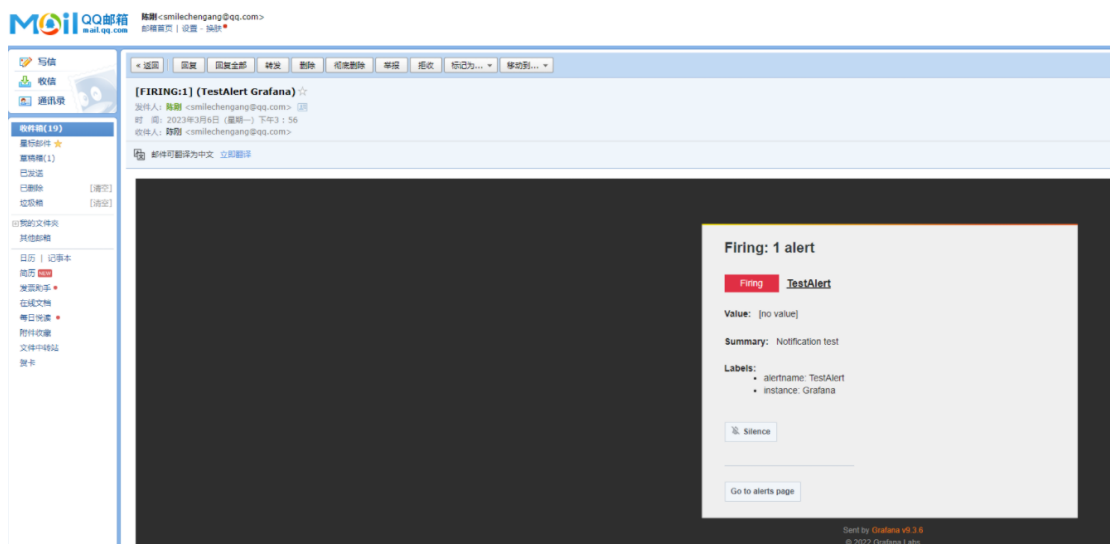 MAil QQ邮箱 mail.qq.com
陈刚<smilechengang@qq.com>
邮箱首页 | 设置 - 换肤
写信
收信
通讯录
收件箱(19)
星标邮件
草稿箱(1)
已发送
已删除 [清空]
垃圾箱 [清空]
我的文件夹
其他邮箱
日历 | 记事本
简历 NEW
发票助手
在线文档
每日悦读
附件收藏
文件中转站
贺卡
« 返回 回复 回复全部 转发 删除 彻底删除 举报 拒收 标记为... 移动到...
[FIRING:1] (TestAlert Grafana)
发件人: 陈刚 <smilechengang@qq.com>
时 间: 2023年3月6日 (星期一) 下午3:56
收件人: 陈刚 <smilechengang@qq.com>
邮件可翻译为中文 立即翻译
Firing: 1 alert
Firing TestAlert
Value: [no value]
Summary: Notification test
Labels:
alertname: TestAlert
instance: Grafana
Silence
Go to alerts page
Sent by Grafana v9.3.6
© 2022 Grafana Labs